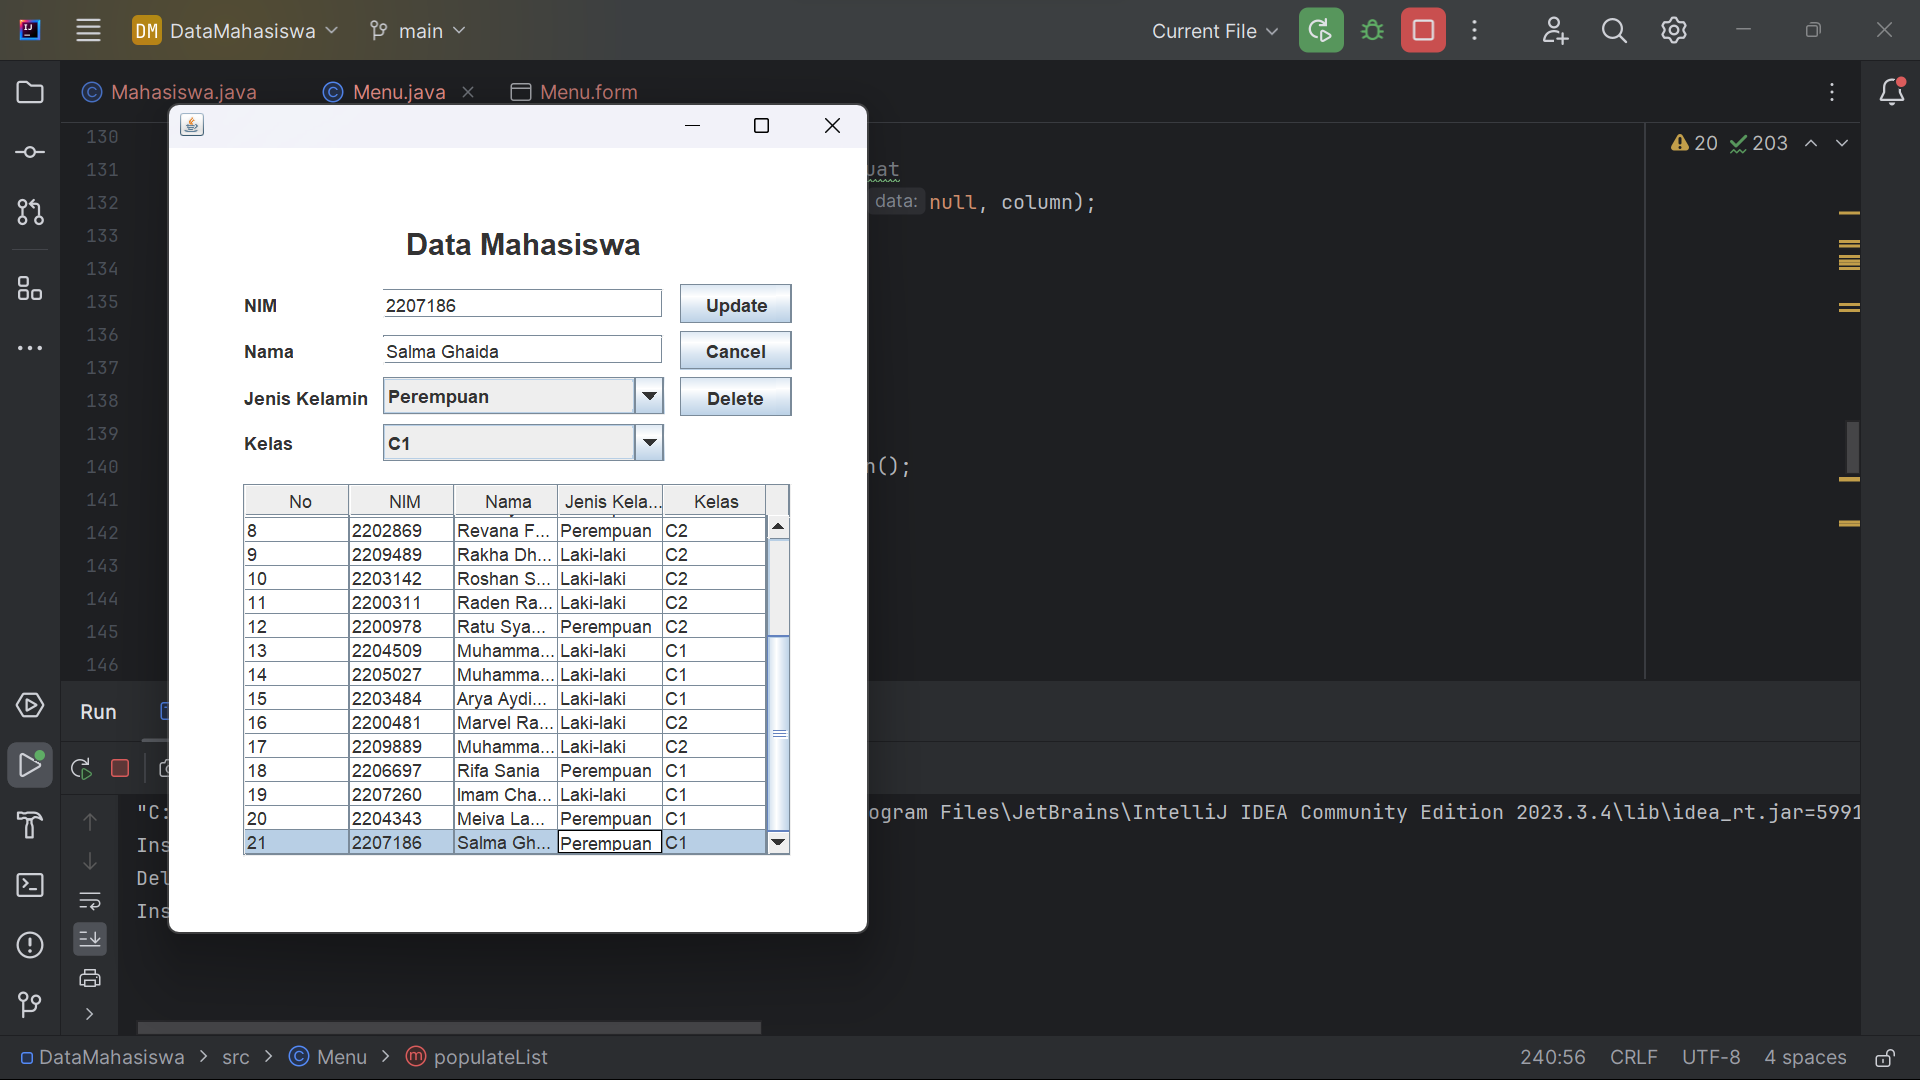 DM DataMahasiswa main Current File
Mahasiswa.java Menu.java Menu.form
130
131 uat
132 data: null, column);
133
134
135
136
137
138
139
140 n();
141
142
143
144
145
146
20 203
Data Mahasiswa
NIM 2207186 Update
Nama Salma Ghaida Cancel
Jenis Kelamin Perempuan Delete
Kelas C1
No NIM Nama Jenis Kela... Kelas
8 2202869 Revana F... Perempuan C2
9 2209489 Rakha Dh... Laki-laki C2
10 2203142 Roshan S... Laki-laki C2
11 2200311 Raden Ra... Laki-laki C2
12 2200978 Ratu Sya... Perempuan C2
13 2204509 Muhamma... Laki-laki C1
14 2205027 Muhamma... Laki-laki C1
15 2203484 Arya Aydi... Laki-laki C1
16 2200481 Marvel Ra... Laki-laki C2
17 2209889 Muhamma... Laki-laki C2
18 2206697 Rifa Sania Perempuan C1
19 2207260 Imam Cha... Laki-laki C1
20 2204343 Meiva La... Perempuan C1
21 2207186 Salma Gh... Perempuan C1
Run
"C: ogram Files\JetBrains\IntelliJ IDEA Community Edition 2023.3.4\lib\idea_rt.jar=5991
Ins
Del
Ins
DataMahasiswa > src > Menu > populateList 240:56 CRLF UTF-8 4 spaces